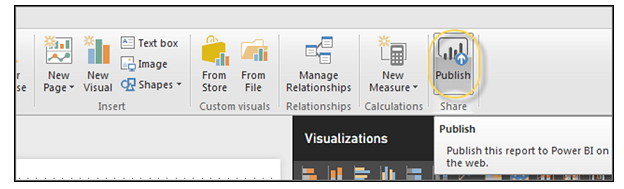 r
se
New
Page
New
Visual
Text box
Image
Shapes
Insert
From
Store
From
File
Custom visuals
Manage
Relationships
Relationships
New
Measure
Calculations
Publish
Share
Visualizations
Publish
Publish this report to Power BI on
the web.